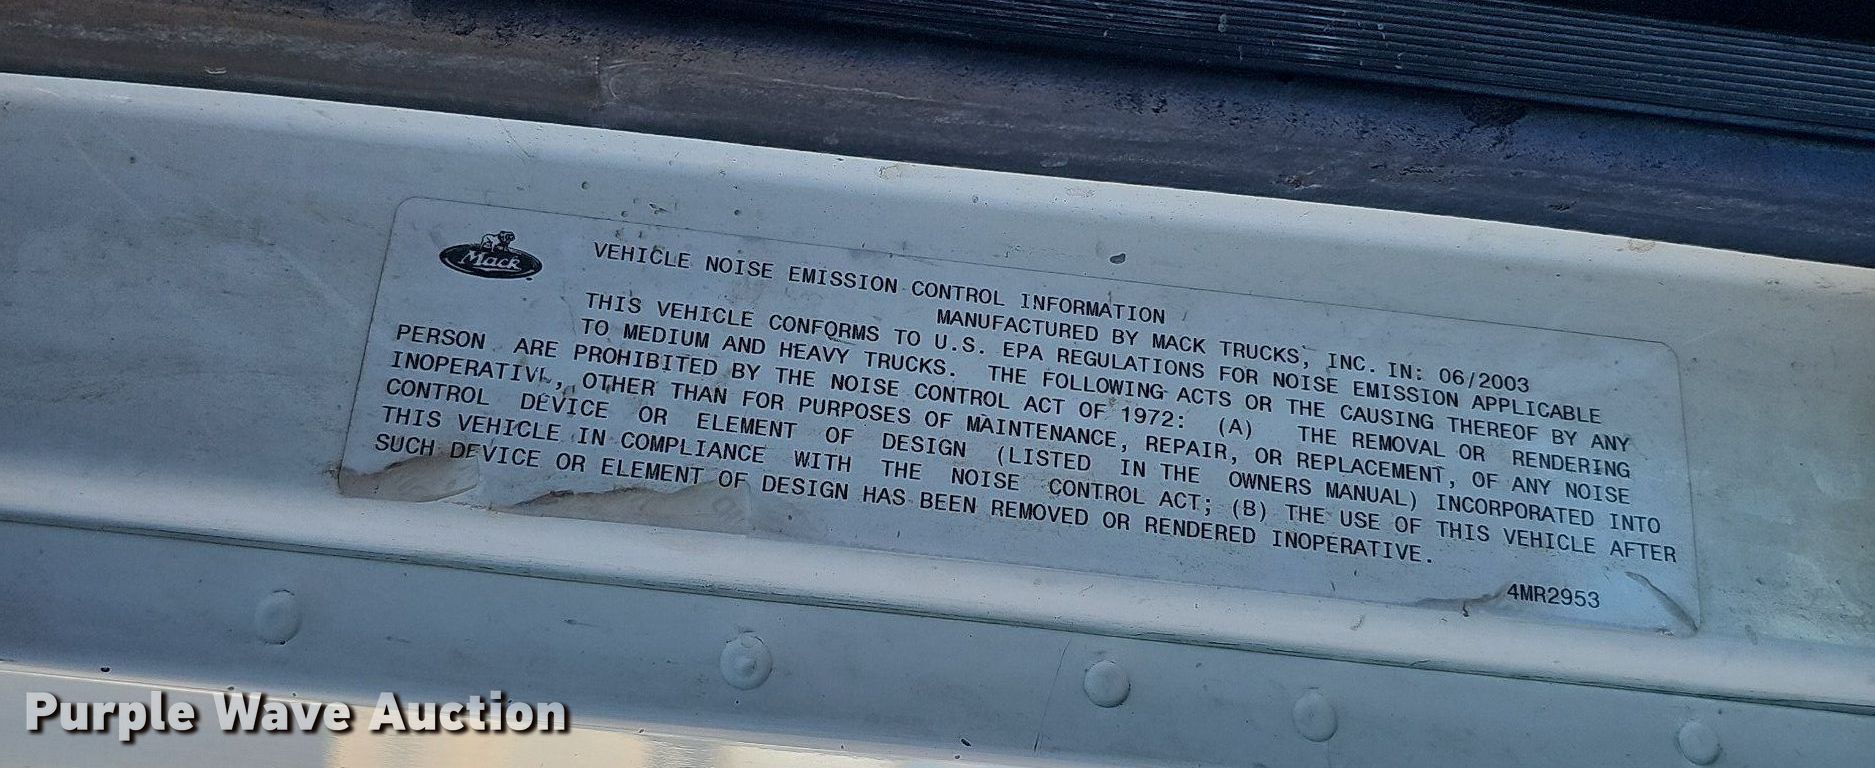 Mack
VEHICLE NOISE EMISSION CONTROL INFORMATION
MANUFACTURED BY MACK TRUCKS, INC. IN: 06/2003
THIS VEHICLE CONFORMS TO U.S. EPA REGULATIONS FOR NOISE EMISSION APPLICABLE
TO MEDIUM AND HEAVY TRUCKS. THE FOLLOWING ACTS OR THE CAUSING THEREOF BY ANY
PERSON ARE PROHIBITED BY THE NOISE CONTROL ACT OF 1972: (A) THE REMOVAL OR RENDERING
INOPERATIVE, OTHER THAN FOR PURPOSES OF MAINTENANCE, REPAIR, OR REPLACEMENT, OF ANY NOISE
CONTROL DEVICE OR ELEMENT OF DESIGN (LISTED IN THE OWNERS MANUAL) INCORPORATED INTO
THIS VEHICLE IN COMPLIANCE WITH THE NOISE CONTROL ACT; (B) THE USE OF THIS VEHICLE AFTER
SUCH DEVICE OR ELEMENT OF DESIGN HAS BEEN REMOVED OR RENDERED INOPERATIVE.
4MR2953
Purple Wave Auction